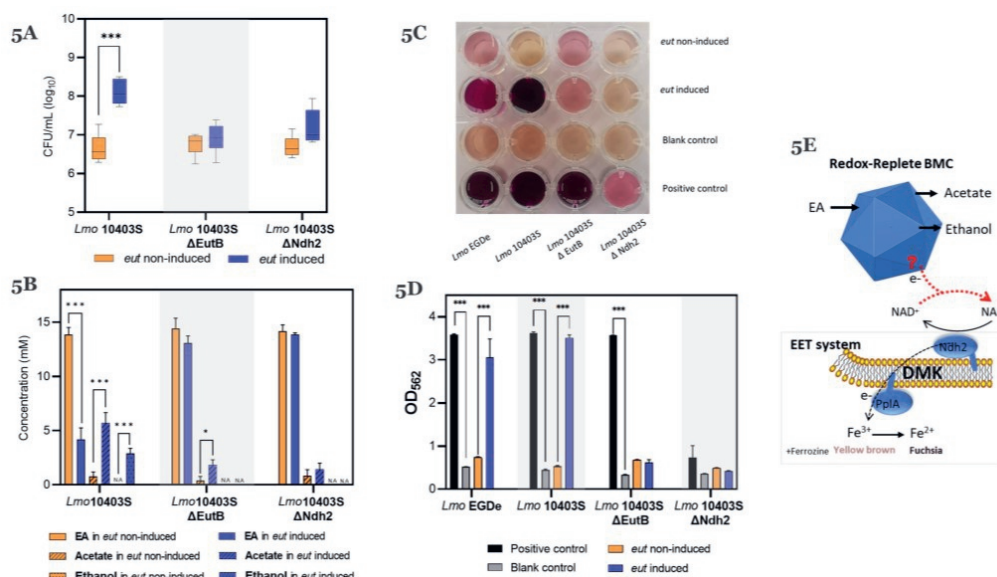 5A
CFU/mL (log10)
10
9
8
7
6
5
***
Lmo 10403S
Lmo 10403S
ΔEutB
Lmo 10403S
ΔNdh2
eut non-induced
eut induced
5B
Concentration (mM)
15
10
5
0
***
***
***
NA
*
NA NA
NA NA
Lmo10403S
Lmo10403S
ΔEutB
Lmo10403S
ΔNdh2
EA in eut non-induced
EA in eut induced
Acetate in eut non-induced
Acetate in eut induced
Ethanol in eut non-induced
Ethanol in eut induced
5C
eut non-induced
eut induced
Blank control
Positive control
Lmo EGDe
Lmo 10403S
Lmo 10403S
Δ EutB
Lmo 10403S
Δ Ndh2
5D
OD562
4
3
2
1
0
***
***
***
***
***
Lmo EGDe
Lmo 10403S
Lmo 10403S
ΔEutB
Lmo 10403S
ΔNdh2
Positive control
Blank control
eut non-induced
eut induced
5E
Redox-Replete BMC
EA
Acetate
Ethanol
?
e-
NAD+
NA
EET system
Ndh2
DMK
e-
PplA
Fe3+
Fe2+
+Ferrozine
Yellow brown
Fuchsia